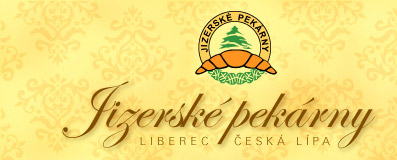 JIZERSKÉ PEKÁRNY
Jizerské pekárny
LIBEREC ČESKÁ LÍPA